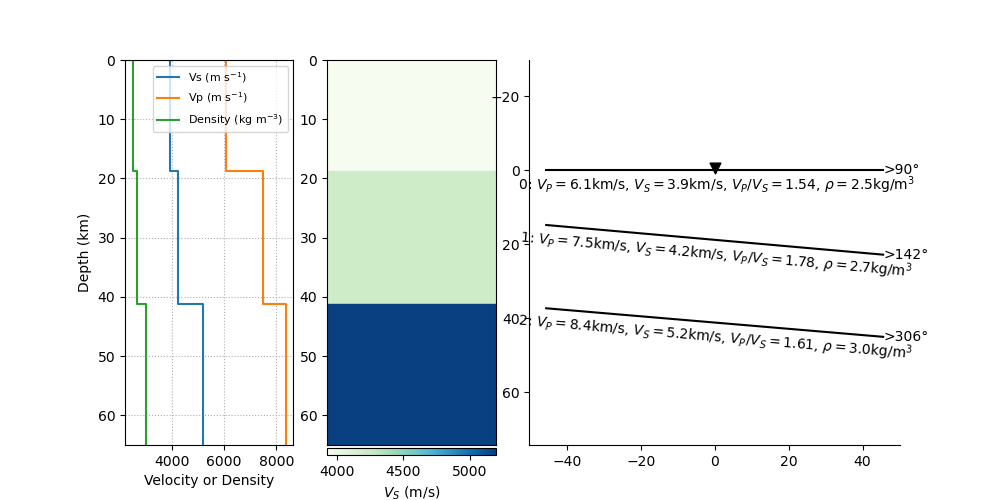 0
10
20
30
40
50
60
Depth (km)
4000 6000 8000
Velocity or Density
Vs (m s⁻¹)
Vp (m s⁻¹)
Density (kg m⁻³)
0
10
20
30
40
50
60
4000 4500 5000
V_S (m/s)
−20
0
20
40
60
−40 −20 0 20 40
>90°
0: V_P = 6.1km/s, V_S = 3.9km/s, V_P/V_S = 1.54, ρ = 2.5kg/m³
>142°
1: V_P = 7.5km/s, V_S = 4.2km/s, V_P/V_S = 1.78, ρ = 2.7kg/m³
>306°
2: V_P = 8.4km/s, V_S = 5.2km/s, V_P/V_S = 1.61, ρ = 3.0kg/m³